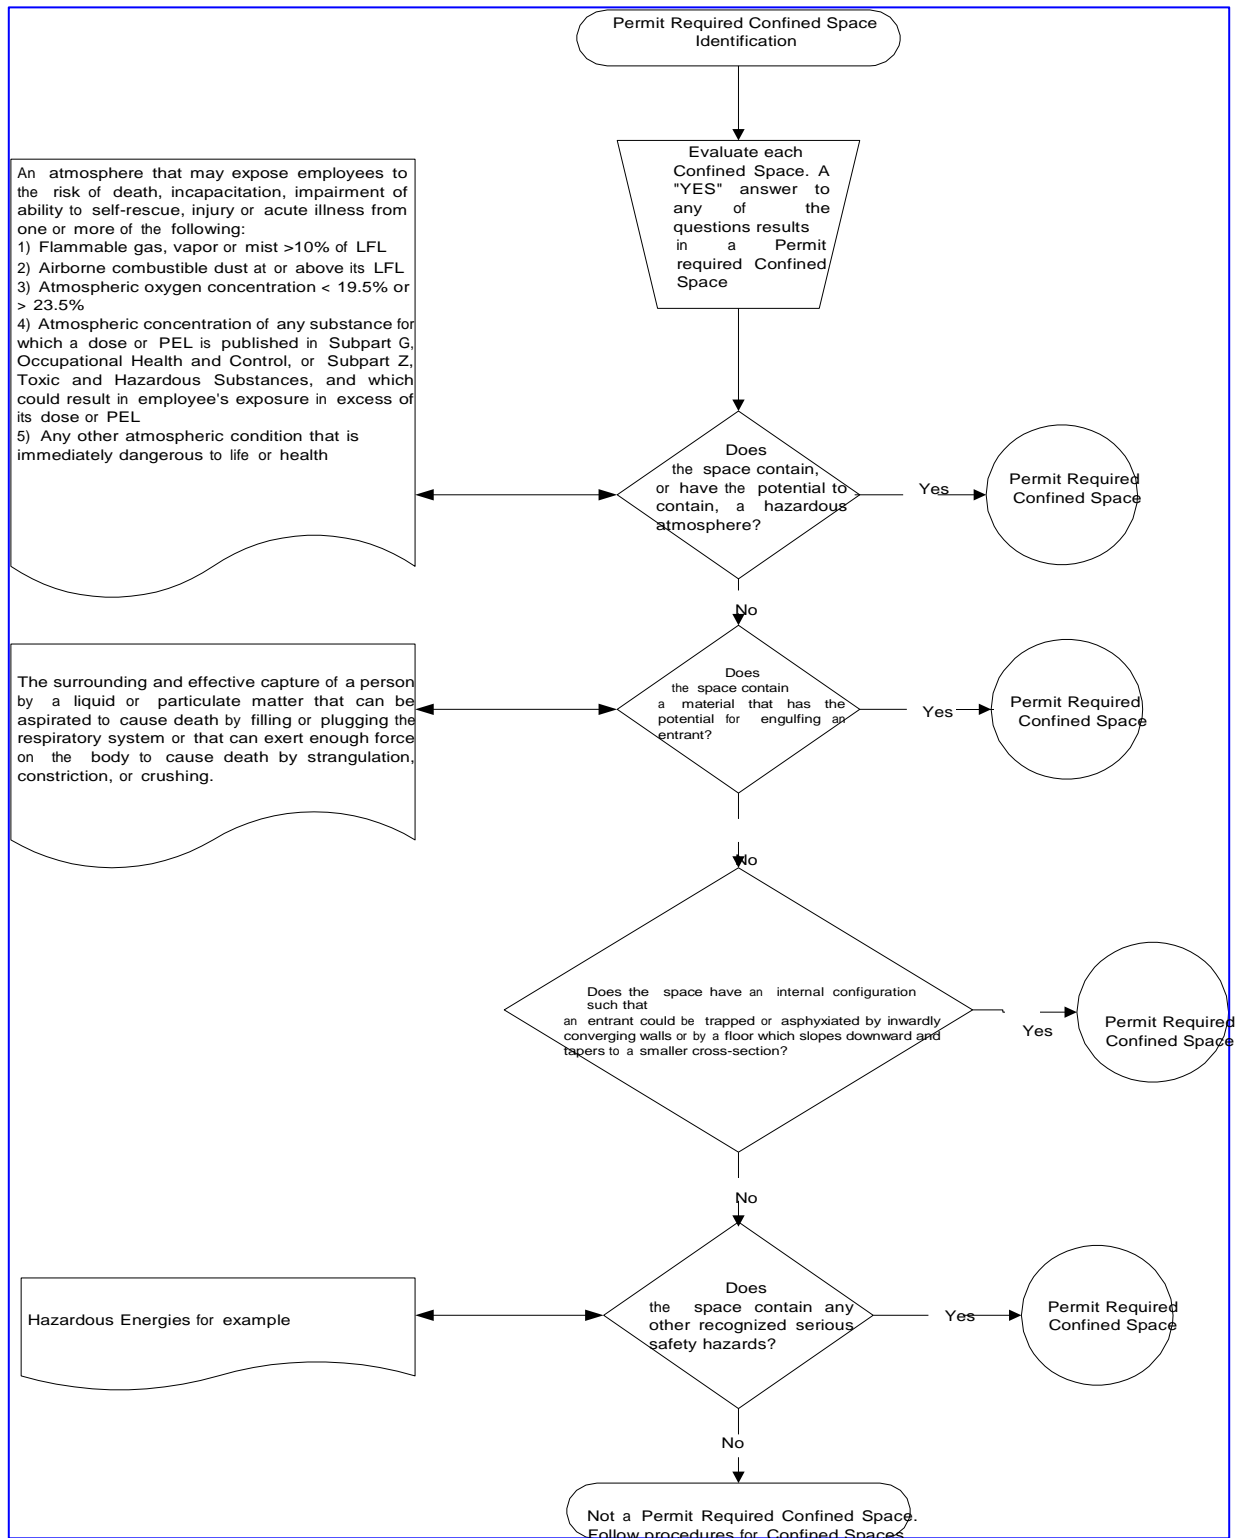 Permit Required Confined Space
Identification
Evaluate each
Confined Space. A
"YES" answer to
any of the
questions results
in a Permit
required Confined
Space
An atmosphere that may expose employees to
the risk of death, incapacitation, impairment of
ability to self-rescue, injury or acute illness from
one or more of the following:
1) Flammable gas, vapor or mist >10% of LFL
2) Airborne combustible dust at or above its LFL
3) Atmospheric oxygen concentration < 19.5% or
> 23.5%
4) Atmospheric concentration of any substance for
which a dose or PEL is published in Subpart G,
Occupational Health and Control, or Subpart Z,
Toxic and Hazardous Substances, and which
could result in employee's exposure in excess of
its dose or PEL
5) Any other atmospheric condition that is
immediately dangerous to life or health
Does
the space contain,
or have the potential to
contain, a hazardous
atmosphere?
Yes
Permit Required
Confined Space
No
The surrounding and effective capture of a person
by a liquid or particulate matter that can be
aspirated to cause death by filling or plugging the
respiratory system or that can exert enough force
on the body to cause death by strangulation,
constriction, or crushing.
Does
the space contain
a material that has the
potential for engulfing an
entrant?
Yes
Permit Required
Confined Space
No
Does the space have an internal configuration
such that
an entrant could be trapped or asphyxiated by inwardly
converging walls or by a floor which slopes downward and
tapers to a smaller cross-section?
Yes
Permit Required
Confined Space
No
Hazardous Energies for example
Does
the space contain any
other recognized serious
safety hazards?
Yes
Permit Required
Confined Space
No
Not a Permit Required Confined Space.
Follow procedures for Confined Spaces